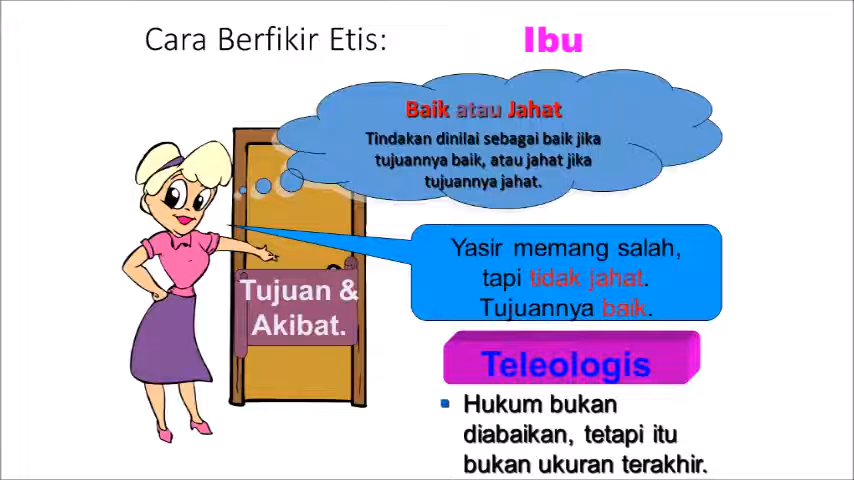 Cara Berfikir Etis:
Ibu
Baik atau Jahat
Tindakan dinilai sebagai baik jika
tujuannya baik, atau jahat jika
tujuannya jahat.
Yasir memang salah,
tapi tidak jahat.
Tujuannya baik.
Tujuan &
Akibat.
Teleologis
Hukum bukan
diabaikan, tetapi itu
bukan ukuran terakhir.